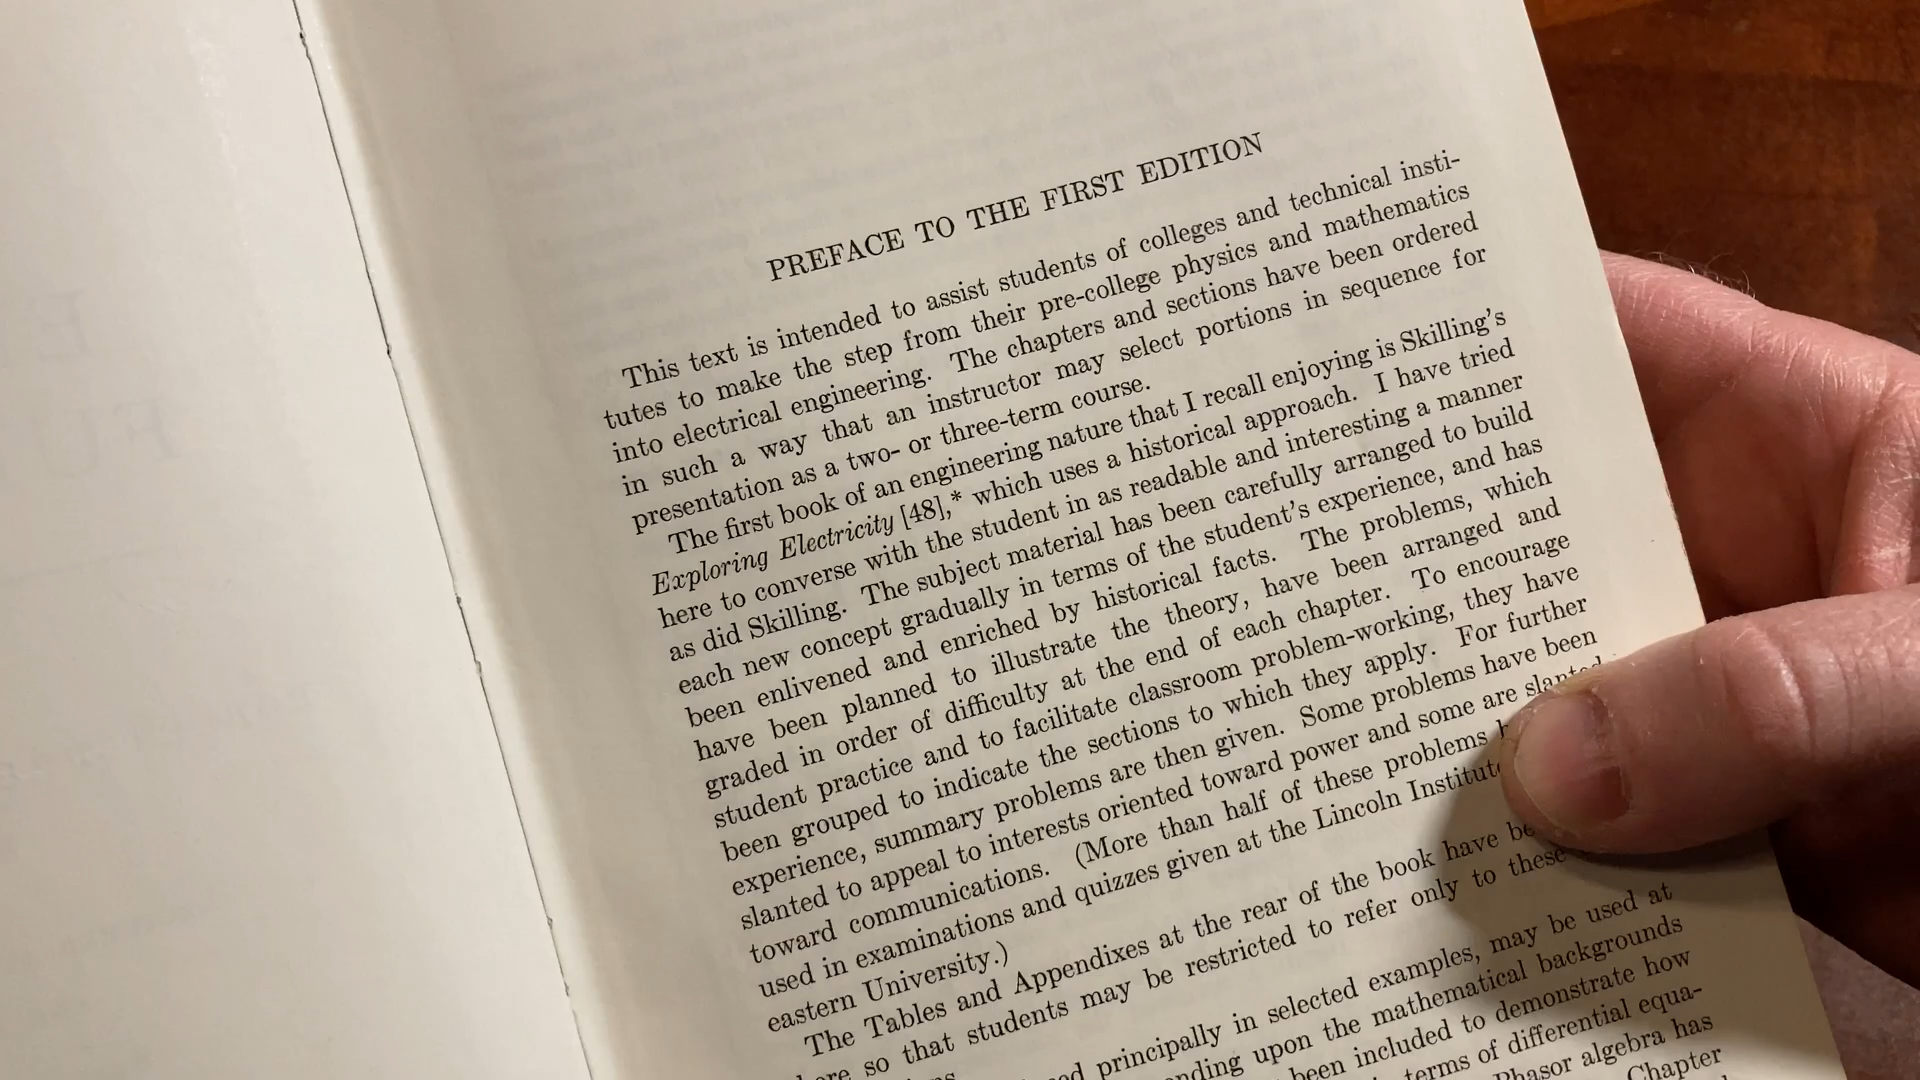 PREFACE TO THE FIRST EDITION
This text is intended to assist students of colleges and technical insti-
tutes to make the step from their pre-college physics and mathematics
into electrical engineering. The chapters and sections have been ordered
in such a way that an instructor may select portions in sequence for
presentation as a two- or three-term course.
The first book of an engineering nature that I recall enjoying is Skilling's
Exploring Electricity [48],* which uses a historical approach. I have tried
here to converse with the student in as readable and interesting a manner
as did Skilling. The subject material has been carefully arranged to build
each new concept gradually in terms of the student's experience, and has
been enlivened and enriched by historical facts. The problems, which
have been planned to illustrate the theory, have been arranged and
graded in order of difficulty at the end of each chapter. To encourage
student practice and to facilitate classroom problem-working, they have
been grouped to indicate the sections to which they apply. For further
experience, summary problems are then given. Some problems have been
slanted to appeal to interests oriented toward power and some are slanted
toward communications. (More than half of these problems
used in examinations and quizzes given at the Lincoln Institute
eastern University.)
The Tables and Appendixes at the rear of the book have
so that students may be restricted to refer only to these
principally in selected examples, may be used at
upon the mathematical backgrounds
been included to demonstrate how
terms of differential equa-
Phasor algebra has
Chapter